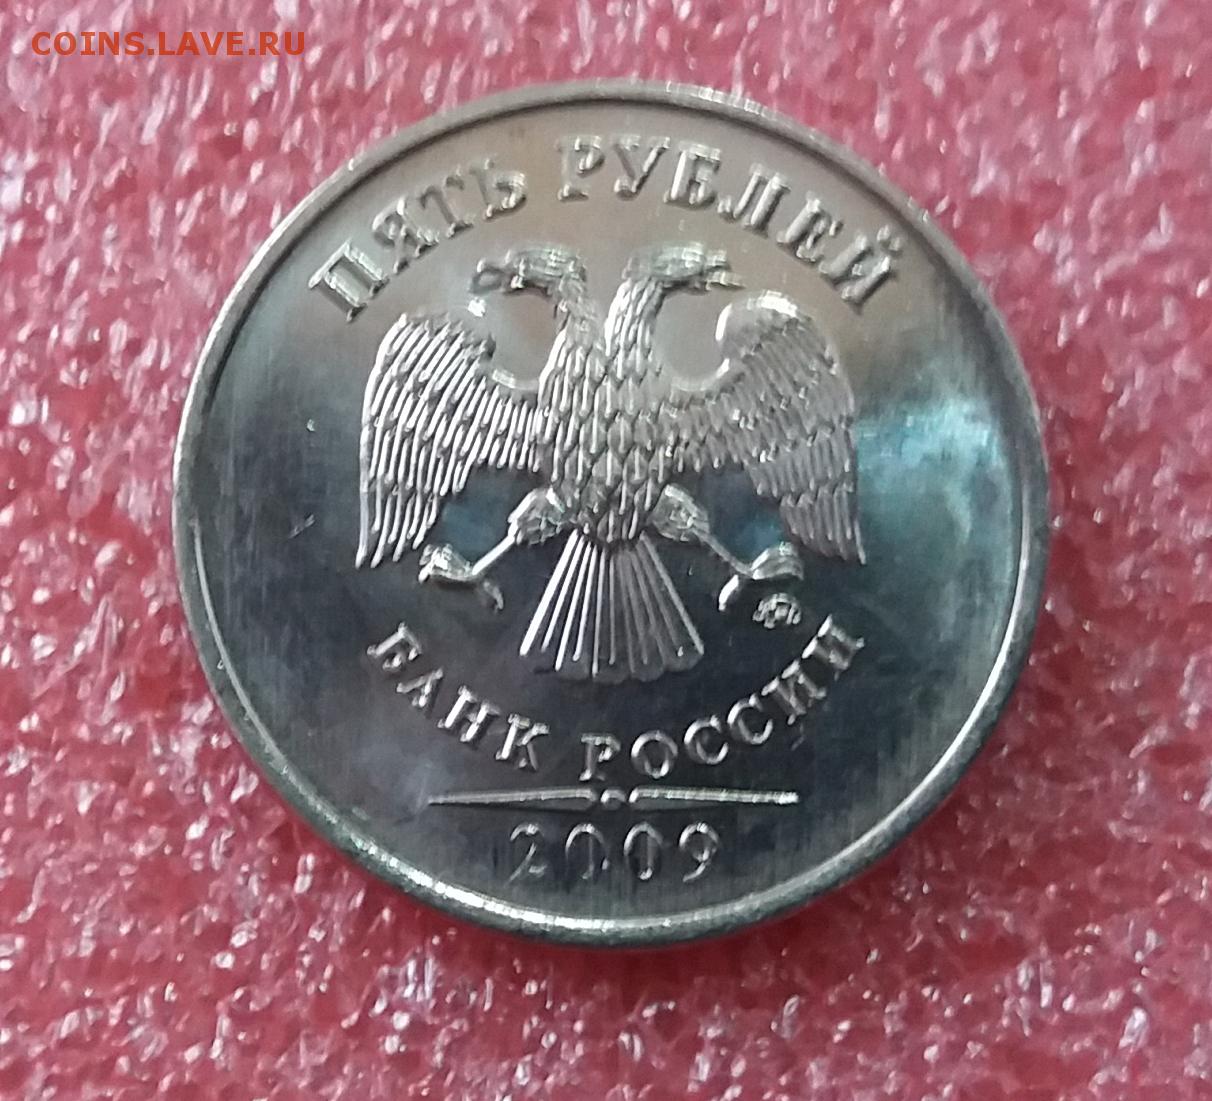 COINS.LAVE.RU
ПЯТЬ РУБЛЕЙ
БАНК РОССИИ
2009